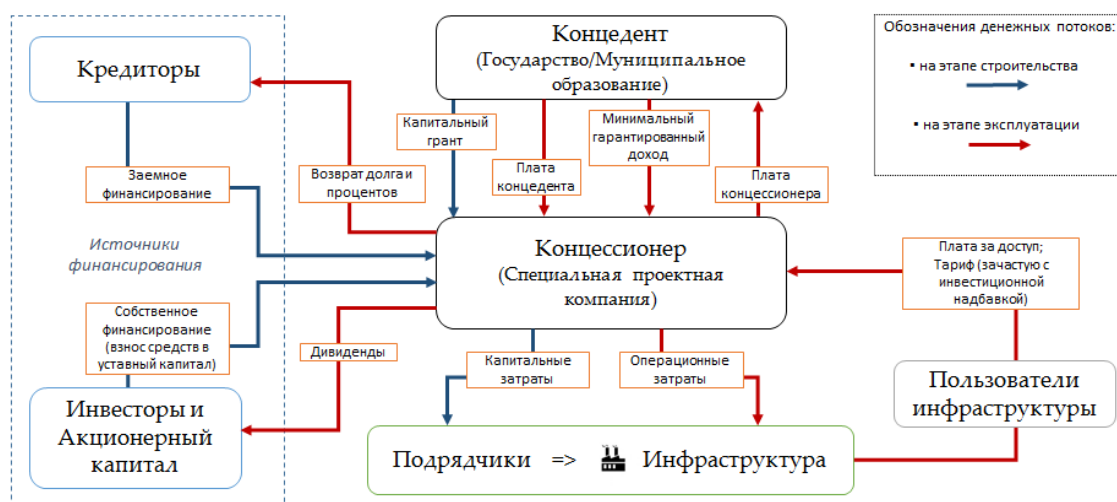 Кредиторы
Концедент
(Государство/Муниципальное
образование)
Обозначения денежных потоков:
▪ на этапе строительства
▪ на этапе эксплуатации
Капитальный
грант
Плата
концедента
Минимальный
гарантированный
доход
Плата
концессионера
Заемное
финансирование
Возврат долга и
процентов
Источники
финансирования
Концессионер
(Специальная проектная
компания)
Плата за доступ;
Тариф (зачастую с
инвестиционной
надбавкой)
Собственное
финансирование
(взнос средств в
уставный капитал)
Дивиденды
Капитальные
затраты
Операционные
затраты
Инвесторы и
Акционерный
капитал
Пользователи
инфраструктуры
Подрядчики => Инфраструктура